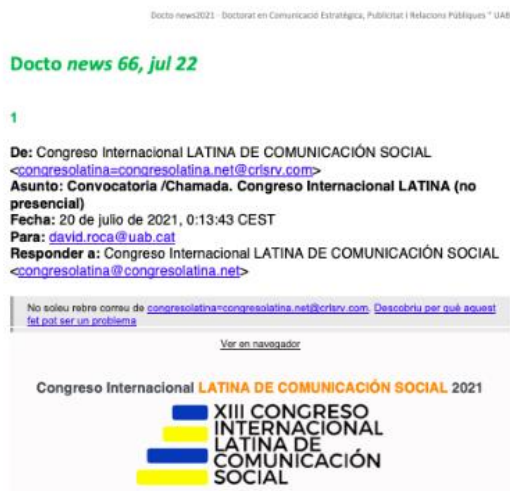 Docto news2021 - Doctorat en Comunicació Estratègica, Publicitat i Relacions Públiques " UAB
Docto news 66, jul 22
1
De: Congreso Internacional LATINA DE COMUNICACIÓN SOCIAL
<congresolatina=congresolatina.net@crlsrv.com>
Asunto: Convocatoria /Chamada. Congreso Internacional LATINA (no
presencial)
Fecha: 20 de julio de 2021, 0:13:43 CEST
Para: david.roca@uab.cat
Responder a: Congreso Internacional LATINA DE COMUNICACIÓN SOCIAL
<congresolatina@congresolatina.net>
No soleu rebre correu de congresolatina=congresolatina.net@crlsrv.com. Descobriu per què aquest
fet pot ser un problema
Ver en navegador
Congreso Internacional LATINA DE COMUNICACIÓN SOCIAL 2021
XIII CONGRESO
INTERNACIONAL
LATINA DE
COMUNICACIÓN
SOCIAL